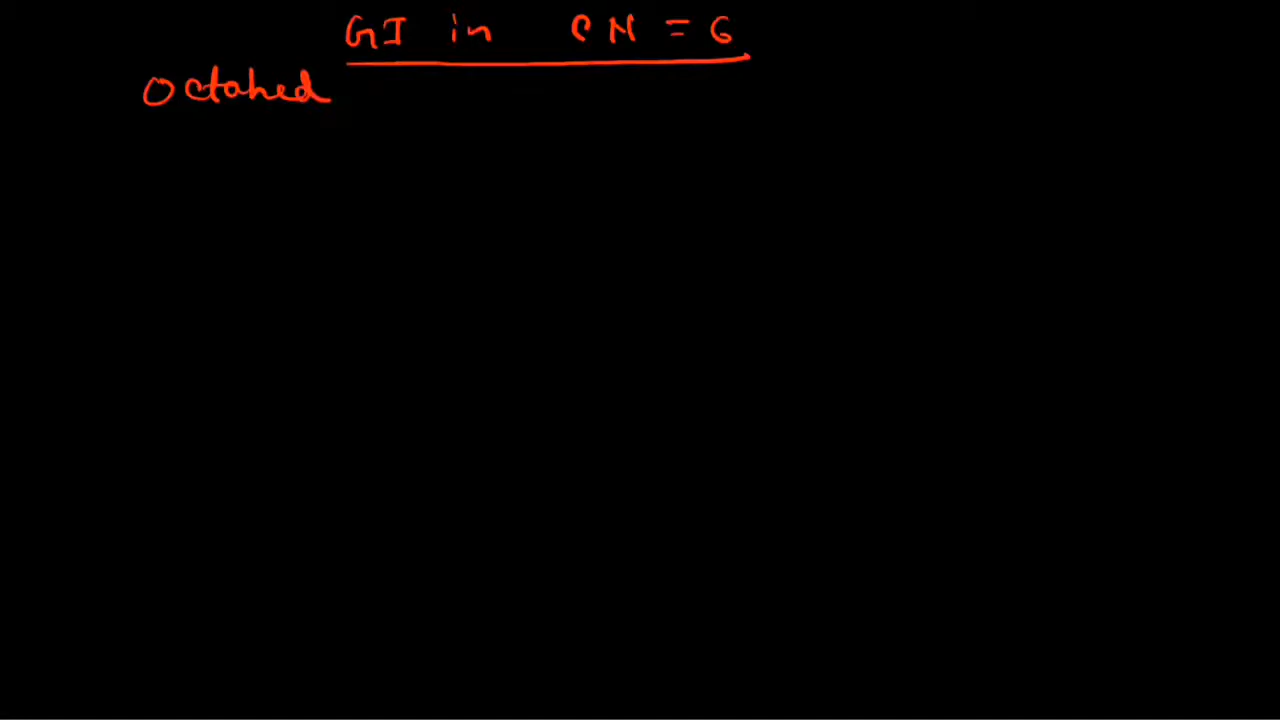 GI in CN = 6
Octahed